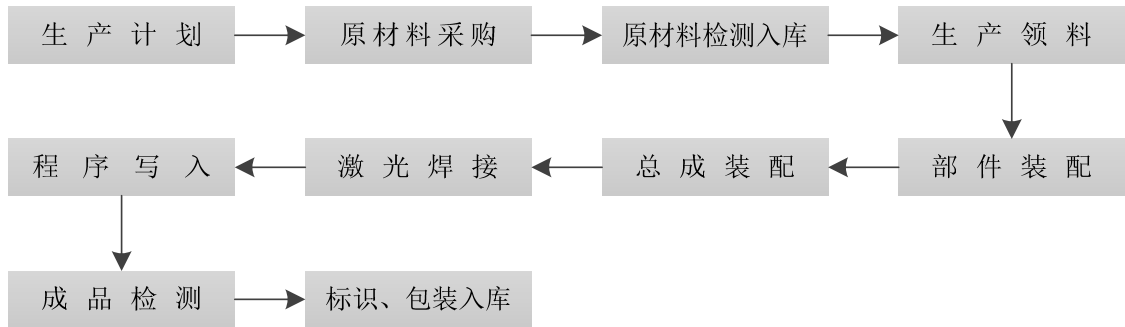 生产计划
原材料采购
原材料检测入库
生产领料
部件装配
总成装配
激光焊接
程序写入
成品检测
标识、包装入库